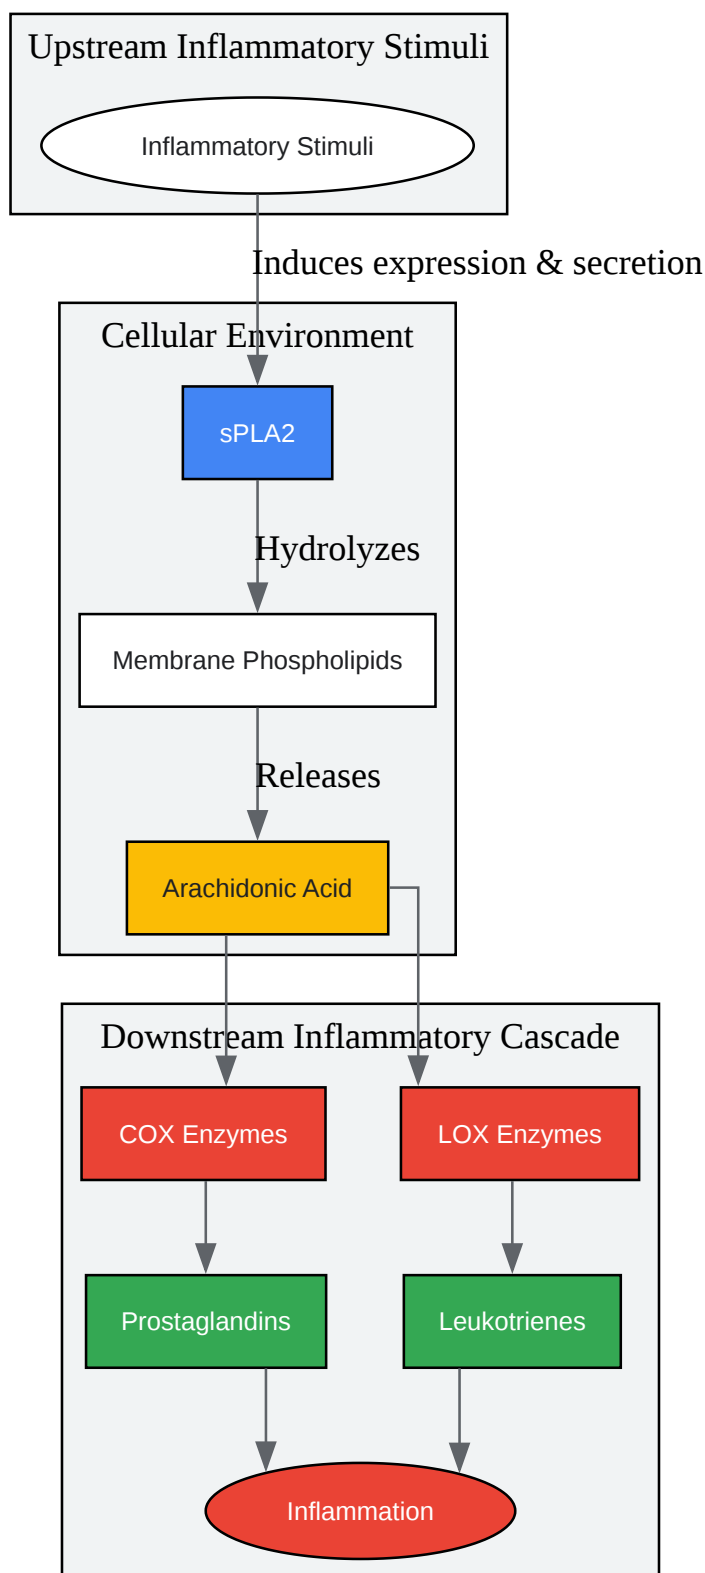 Upstream Inflammatory Stimuli
Inflammatory Stimuli
Induces expression & secretion
Cellular Environment
sPLA2
Hydrolyzes
Membrane Phospholipids
Releases
Arachidonic Acid
Downstream Inflammatory Cascade
COX Enzymes
LOX Enzymes
Prostaglandins
Leukotrienes
Inflammation